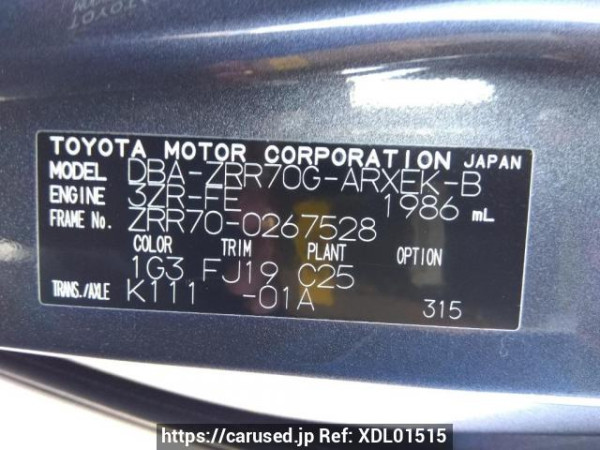 TOYOTA MOTOR CORPORATION JAPAN
MODEL DBA-ZRR70G-ARXEK-B
ENGINE 3ZR-FE 1986 mL
FRAME No. ZRR70-0267528
COLOR TRIM PLANT OPTION
1G3 FJ19 C25
TRANS./AXLE K111 -01A 315
https://carused.jp Ref: XDL01515